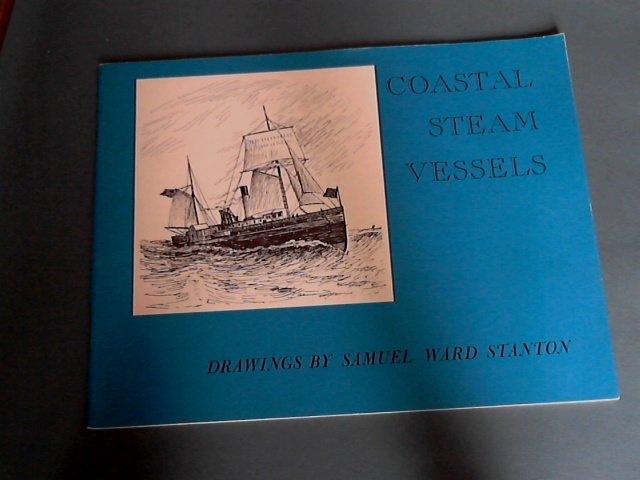 COASTAL
STEAM
VESSELS
DRAWINGS BY SAMUEL WARD STANTON